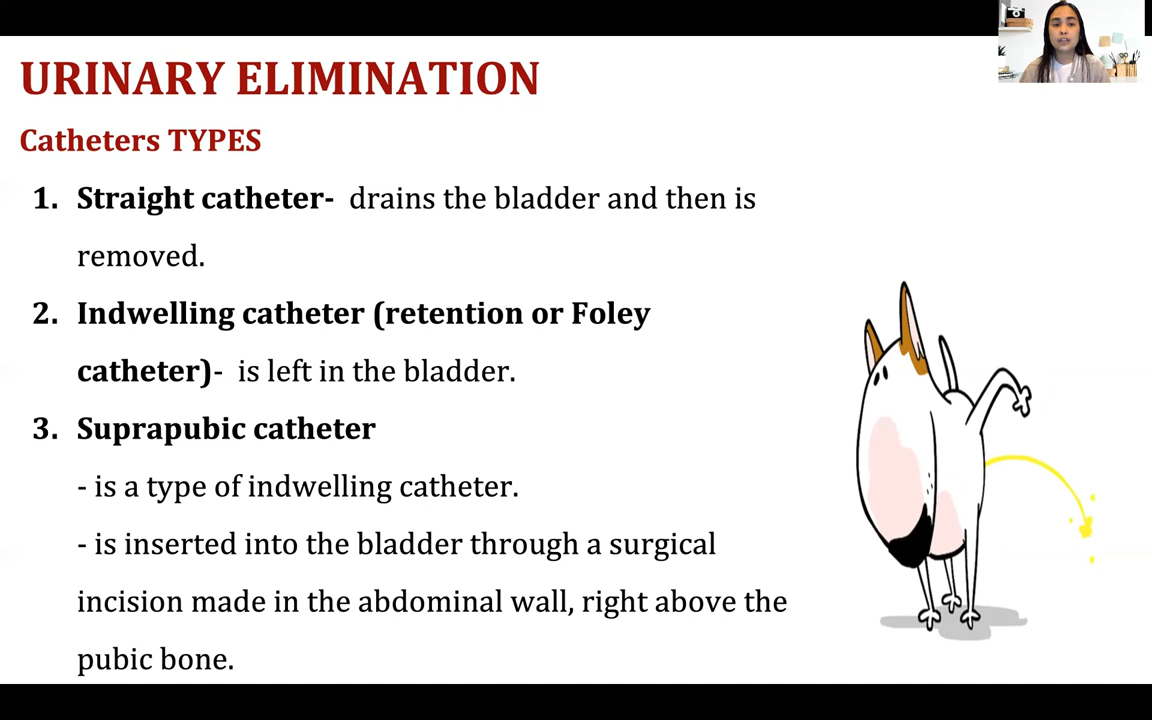 URINARY ELIMINATION
Catheters TYPES
1. Straight catheter- drains the bladder and then is
removed.
2. Indwelling catheter (retention or Foley
catheter)- is left in the bladder.
3. Suprapubic catheter
- is a type of indwelling catheter.
- is inserted into the bladder through a surgical
incision made in the abdominal wall, right above the
pubic bone.